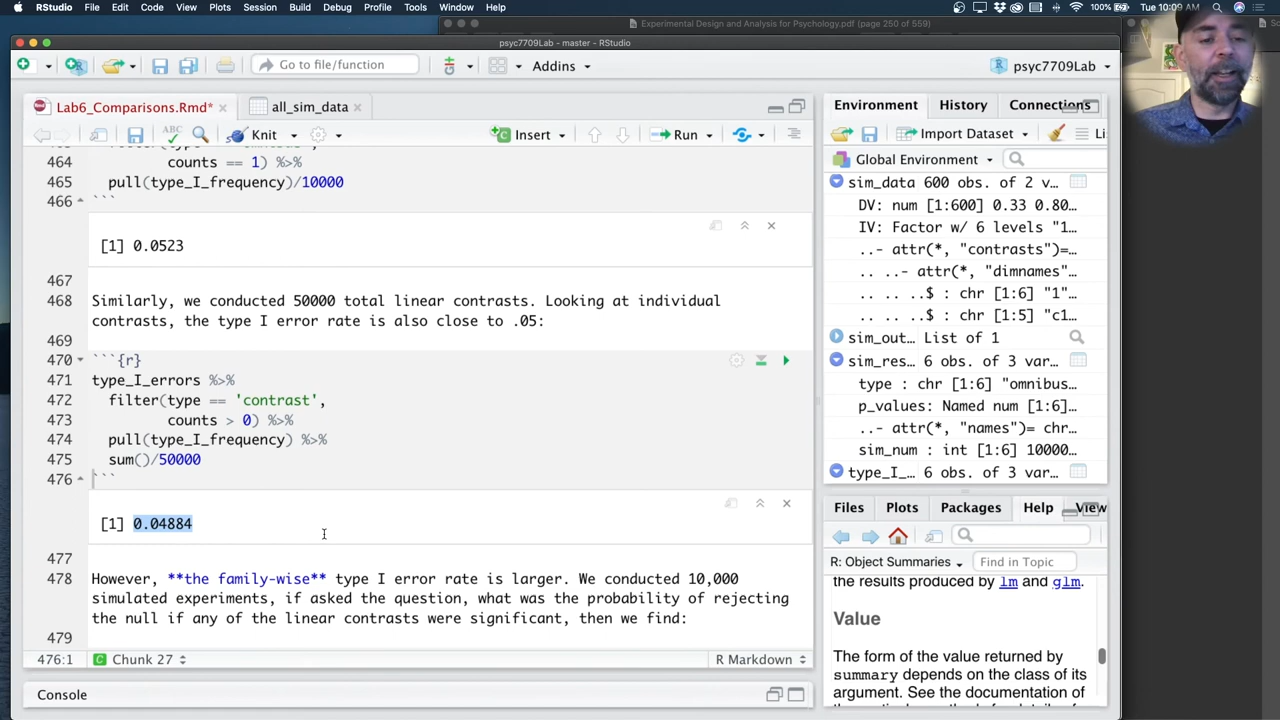 RStudio File Edit Code View Plots Session Build Debug Profile Tools Window Help 100% Tue 10:09 AM
Experimental Design and Analysis for Psychology.pdf (page 250 of 559)
psyc7709Lab - master - RStudio
Go to file/function Addins psyc7709Lab
Lab6_Comparisons.Rmd* all_sim_data
Environment History Connections
ABC Knit Insert Run
Import Dataset
Global Environment
464 counts == 1) %>%
465 pull(type_I_frequency)/10000
466 ```
[1] 0.0523
467
468 Similarly, we conducted 50000 total linear contrasts. Looking at individual
contrasts, the type I error rate is also close to .05:
469
470 ```{r}
471 type_I_errors %>%
472 filter(type == 'contrast',
473 counts > 0) %>%
474 pull(type_I_frequency) %>%
475 sum()/50000
476 ```
[1] 0.04884
477
478 However, **the family-wise** type I error rate is larger. We conducted 10,000
simulated experiments, if asked the question, what was the probability of rejecting
the null if any of the linear contrasts were significant, then we find:
479
476:1 Chunk 27 R Markdown
Console
sim_data 600 obs. of 2 v…
DV: num [1:600] 0.33 0.80…
IV: Factor w/ 6 levels "1…
..- attr(*, "contrasts")=…
.. ..- attr(*, "dimnames"…
.. .. ..$ : chr [1:6] "1"…
.. .. ..$ : chr [1:5] "c1…
sim_out… List of 1
sim_res… 6 obs. of 3 var…
type : chr [1:6] "omnibus…
p_values: Named num [1:6]…
..- attr(*, "names")= chr…
sim_num : int [1:6] 10000…
type_I_… 6 obs. of 3 var…
Files Plots Packages Help View
R: Object Summaries Find in Topic
the results produced by lm and glm.
Value
The form of the value returned by
summary depends on the class of its
argument. See the documentation of